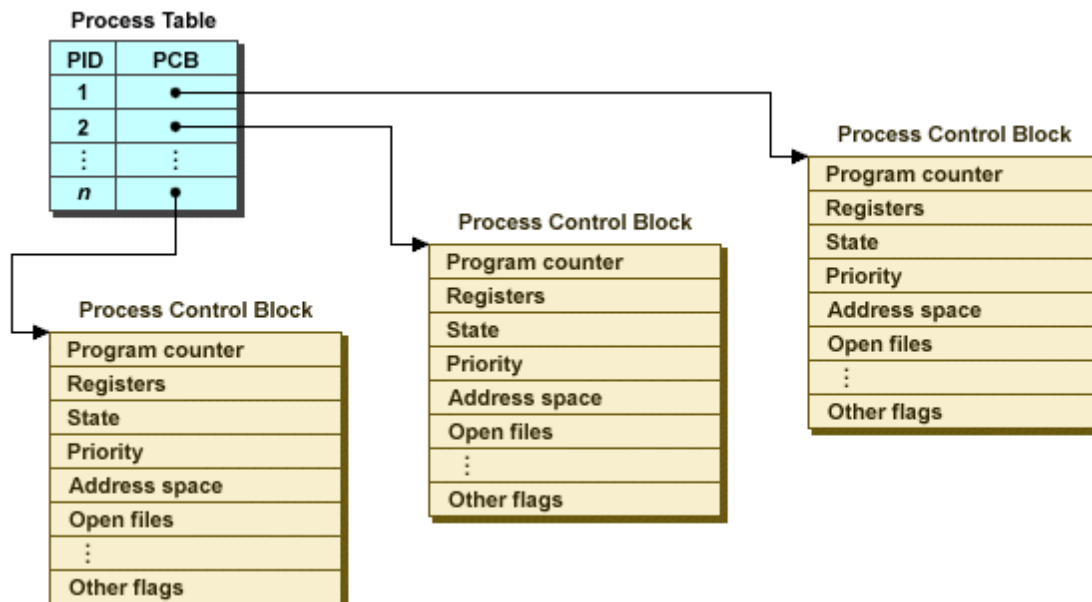 Process Table
PID PCB
1
2
⋮ ⋮
n
Process Control Block
Program counter
Registers
State
Priority
Address space
Open files
⋮
Other flags
Process Control Block
Program counter
Registers
State
Priority
Address space
Open files
⋮
Other flags
Process Control Block
Program counter
Registers
State
Priority
Address space
Open files
⋮
Other flags